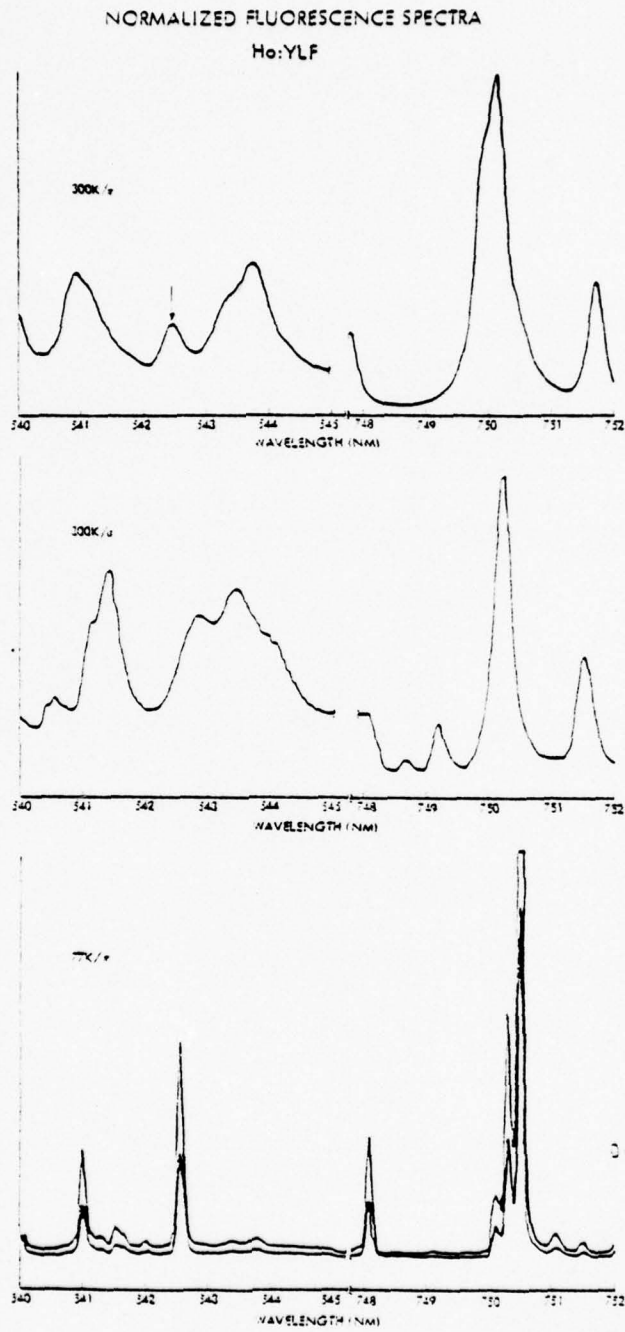 NORMALIZED FLUORESCENCE SPECTRA
Ho:YLF
300K/π
540 541 542 543 544 545 748 749 750 751 752
WAVELENGTH (NM)
300K/σ
540 541 542 543 544 545 748 749 750 751 752
WAVELENGTH (NM)
77K/π
540 541 542 543 544 545 748 749 750 751 752
WAVELENGTH (NM)